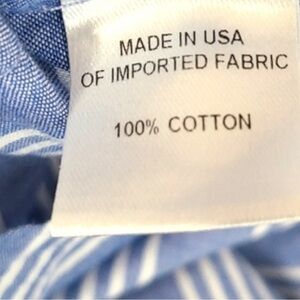 MADE IN USA
OF IMPORTED FABRIC
100% COTTON